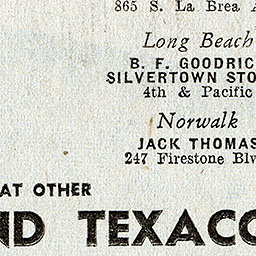 865 S. La Brea A
Long Beach
B. F. GOODRIC
SILVERTOWN STO
4th & Pacific
Norwalk
JACK THOMAS
247 Firestone Blv
AT OTHER
ND TEXACO